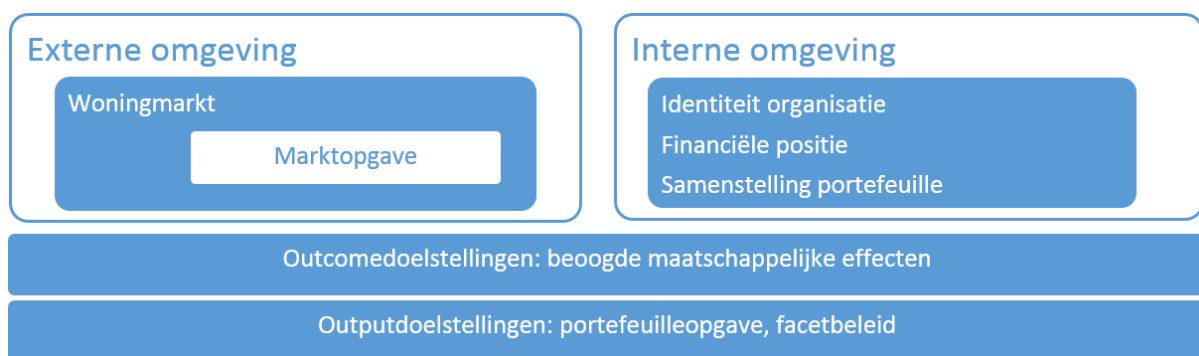 Externe omgeving
Woningmarkt
Marktopgave
Interne omgeving
Identiteit organisatie
Financiële positie
Samenstelling portefeuille
Outcomedoelstellingen: beoogde maatschappelijke effecten
Outputdoelstellingen: portefeuilleopgave, facetbeleid